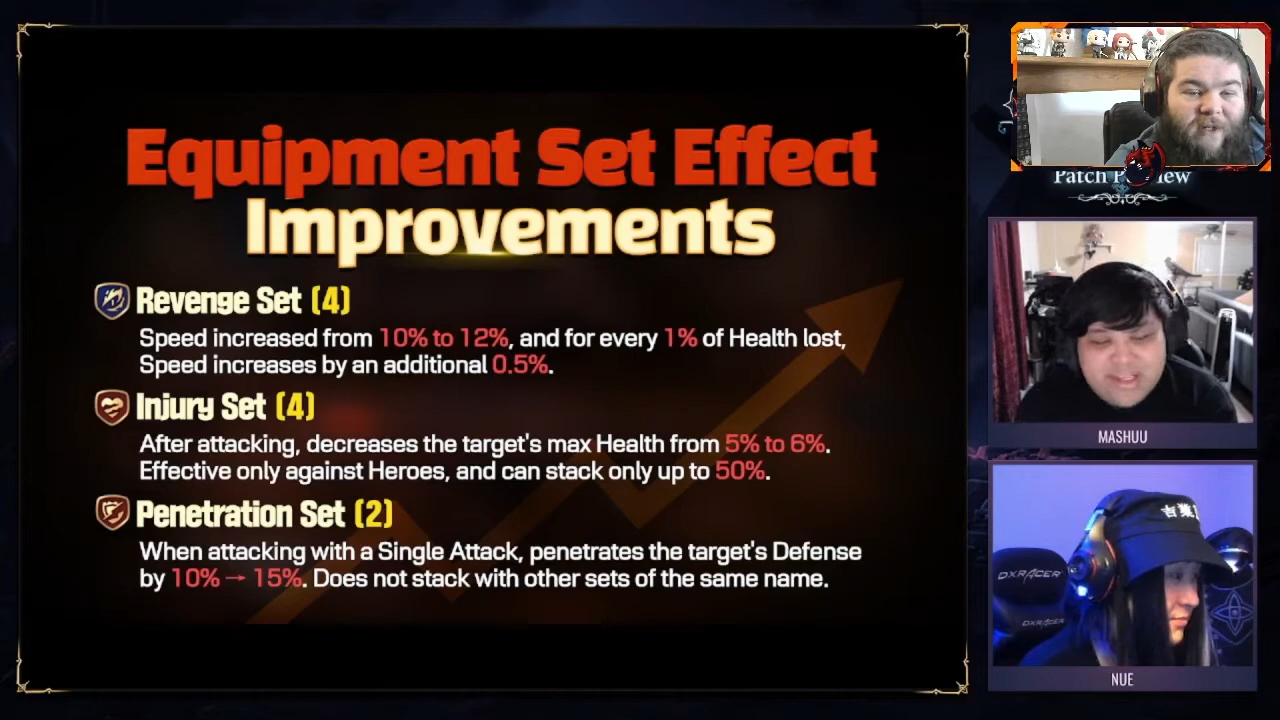 Equipment Set Effect
Improvements
Revenge Set (4)
Speed increased from 10% to 12%, and for every 1% of Health lost,
Speed increases by an additional 0.5%.
Injury Set (4)
After attacking, decreases the target's max Health from 5% to 6%.
Effective only against Heroes, and can stack only up to 50%.
Penetration Set (2)
When attacking with a Single Attack, penetrates the target's Defense
by 10% → 15%. Does not stack with other sets of the same name.
Patch
MASHUU
DXRACER
DXRACER
NUE